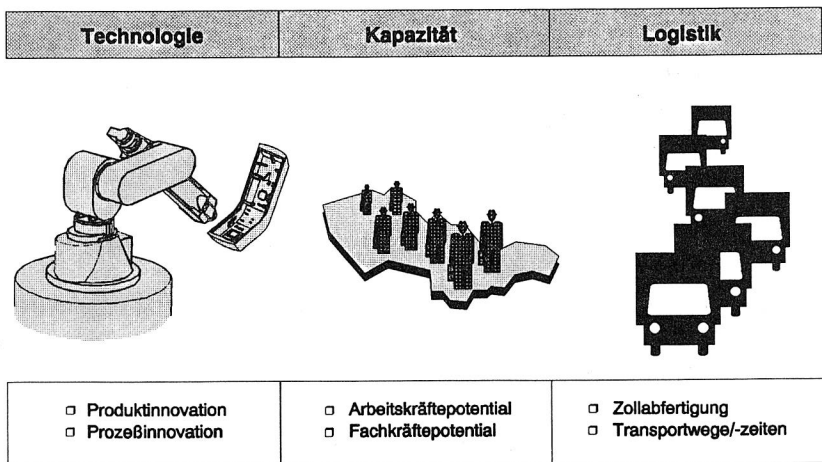 Technologie Kapazität Logistik
Produktinnovation
Prozeßinnovation
Arbeitskräftepotential
Fachkräftepotential
Zollabfertigung
Transportwege/-zeiten